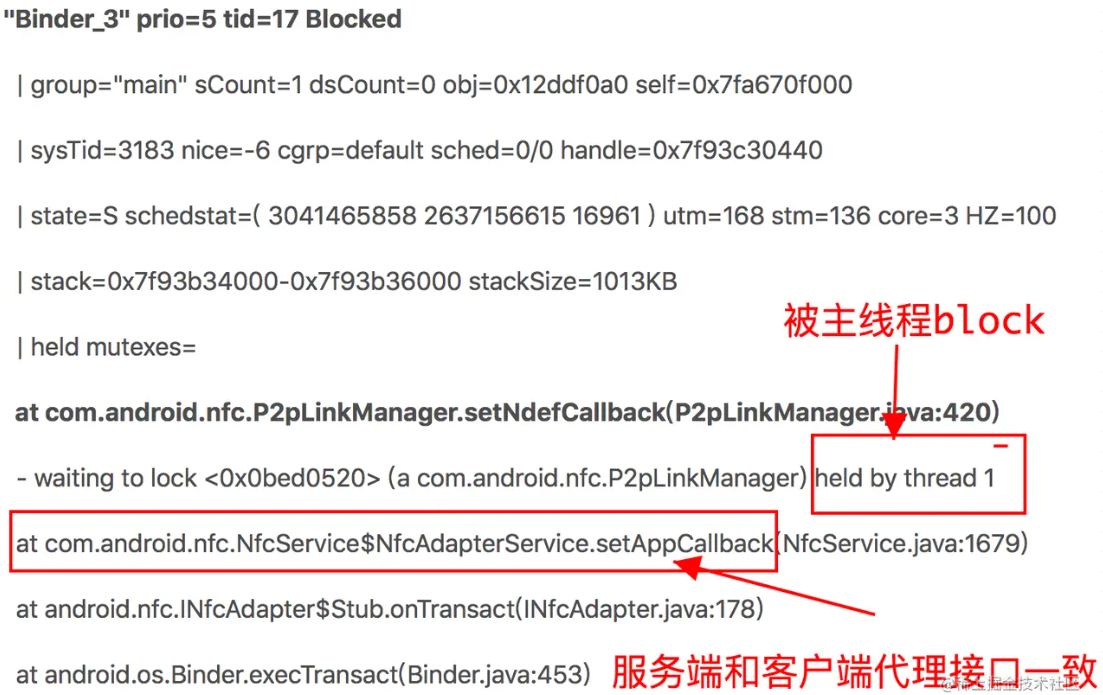 "Binder_3" prio=5 tid=17 Blocked
| group="main" sCount=1 dsCount=0 obj=0x12ddf0a0 self=0x7fa670f000
| sysTid=3183 nice=-6 cgrp=default sched=0/0 handle=0x7f93c30440
| state=S schedstat=( 3041465858 2637156615 16961 ) utm=168 stm=136 core=3 HZ=100
| stack=0x7f93b34000-0x7f93b36000 stackSize=1013KB
被主线程block
| held mutexes=
at com.android.nfc.P2pLinkManager.setNdefCallback(P2pLinkManager.java:420)
- waiting to lock <0x0bed0520> (a com.android.nfc.P2pLinkManager) held by thread 1
at com.android.nfc.NfcService$NfcAdapterService.setAppCallback(NfcService.java:1679)
at android.nfc.INfcAdapter$Stub.onTransact(INfcAdapter.java:178)
at android.os.Binder.execTransact(Binder.java:453)
服务端和客户端代理接口一致
@稀土掘金技术社区